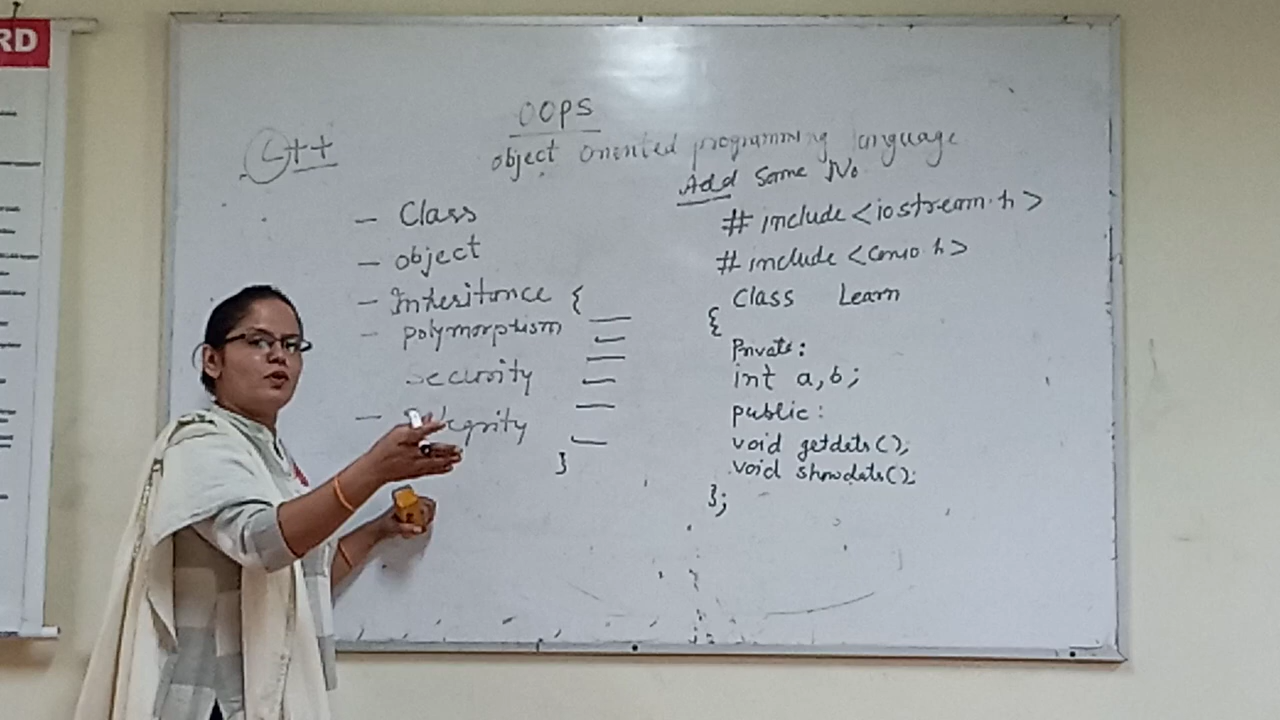 RD
OOPS
C++
object oriented programming language
- Class
- object
- Inheritance {
- polymorphism
Security
}
Add Some No
# include <iostream.h>
# include <conio.h>
Class Learn
{
Private:
int a, b;
public:
void getdata();
void showdata();
};